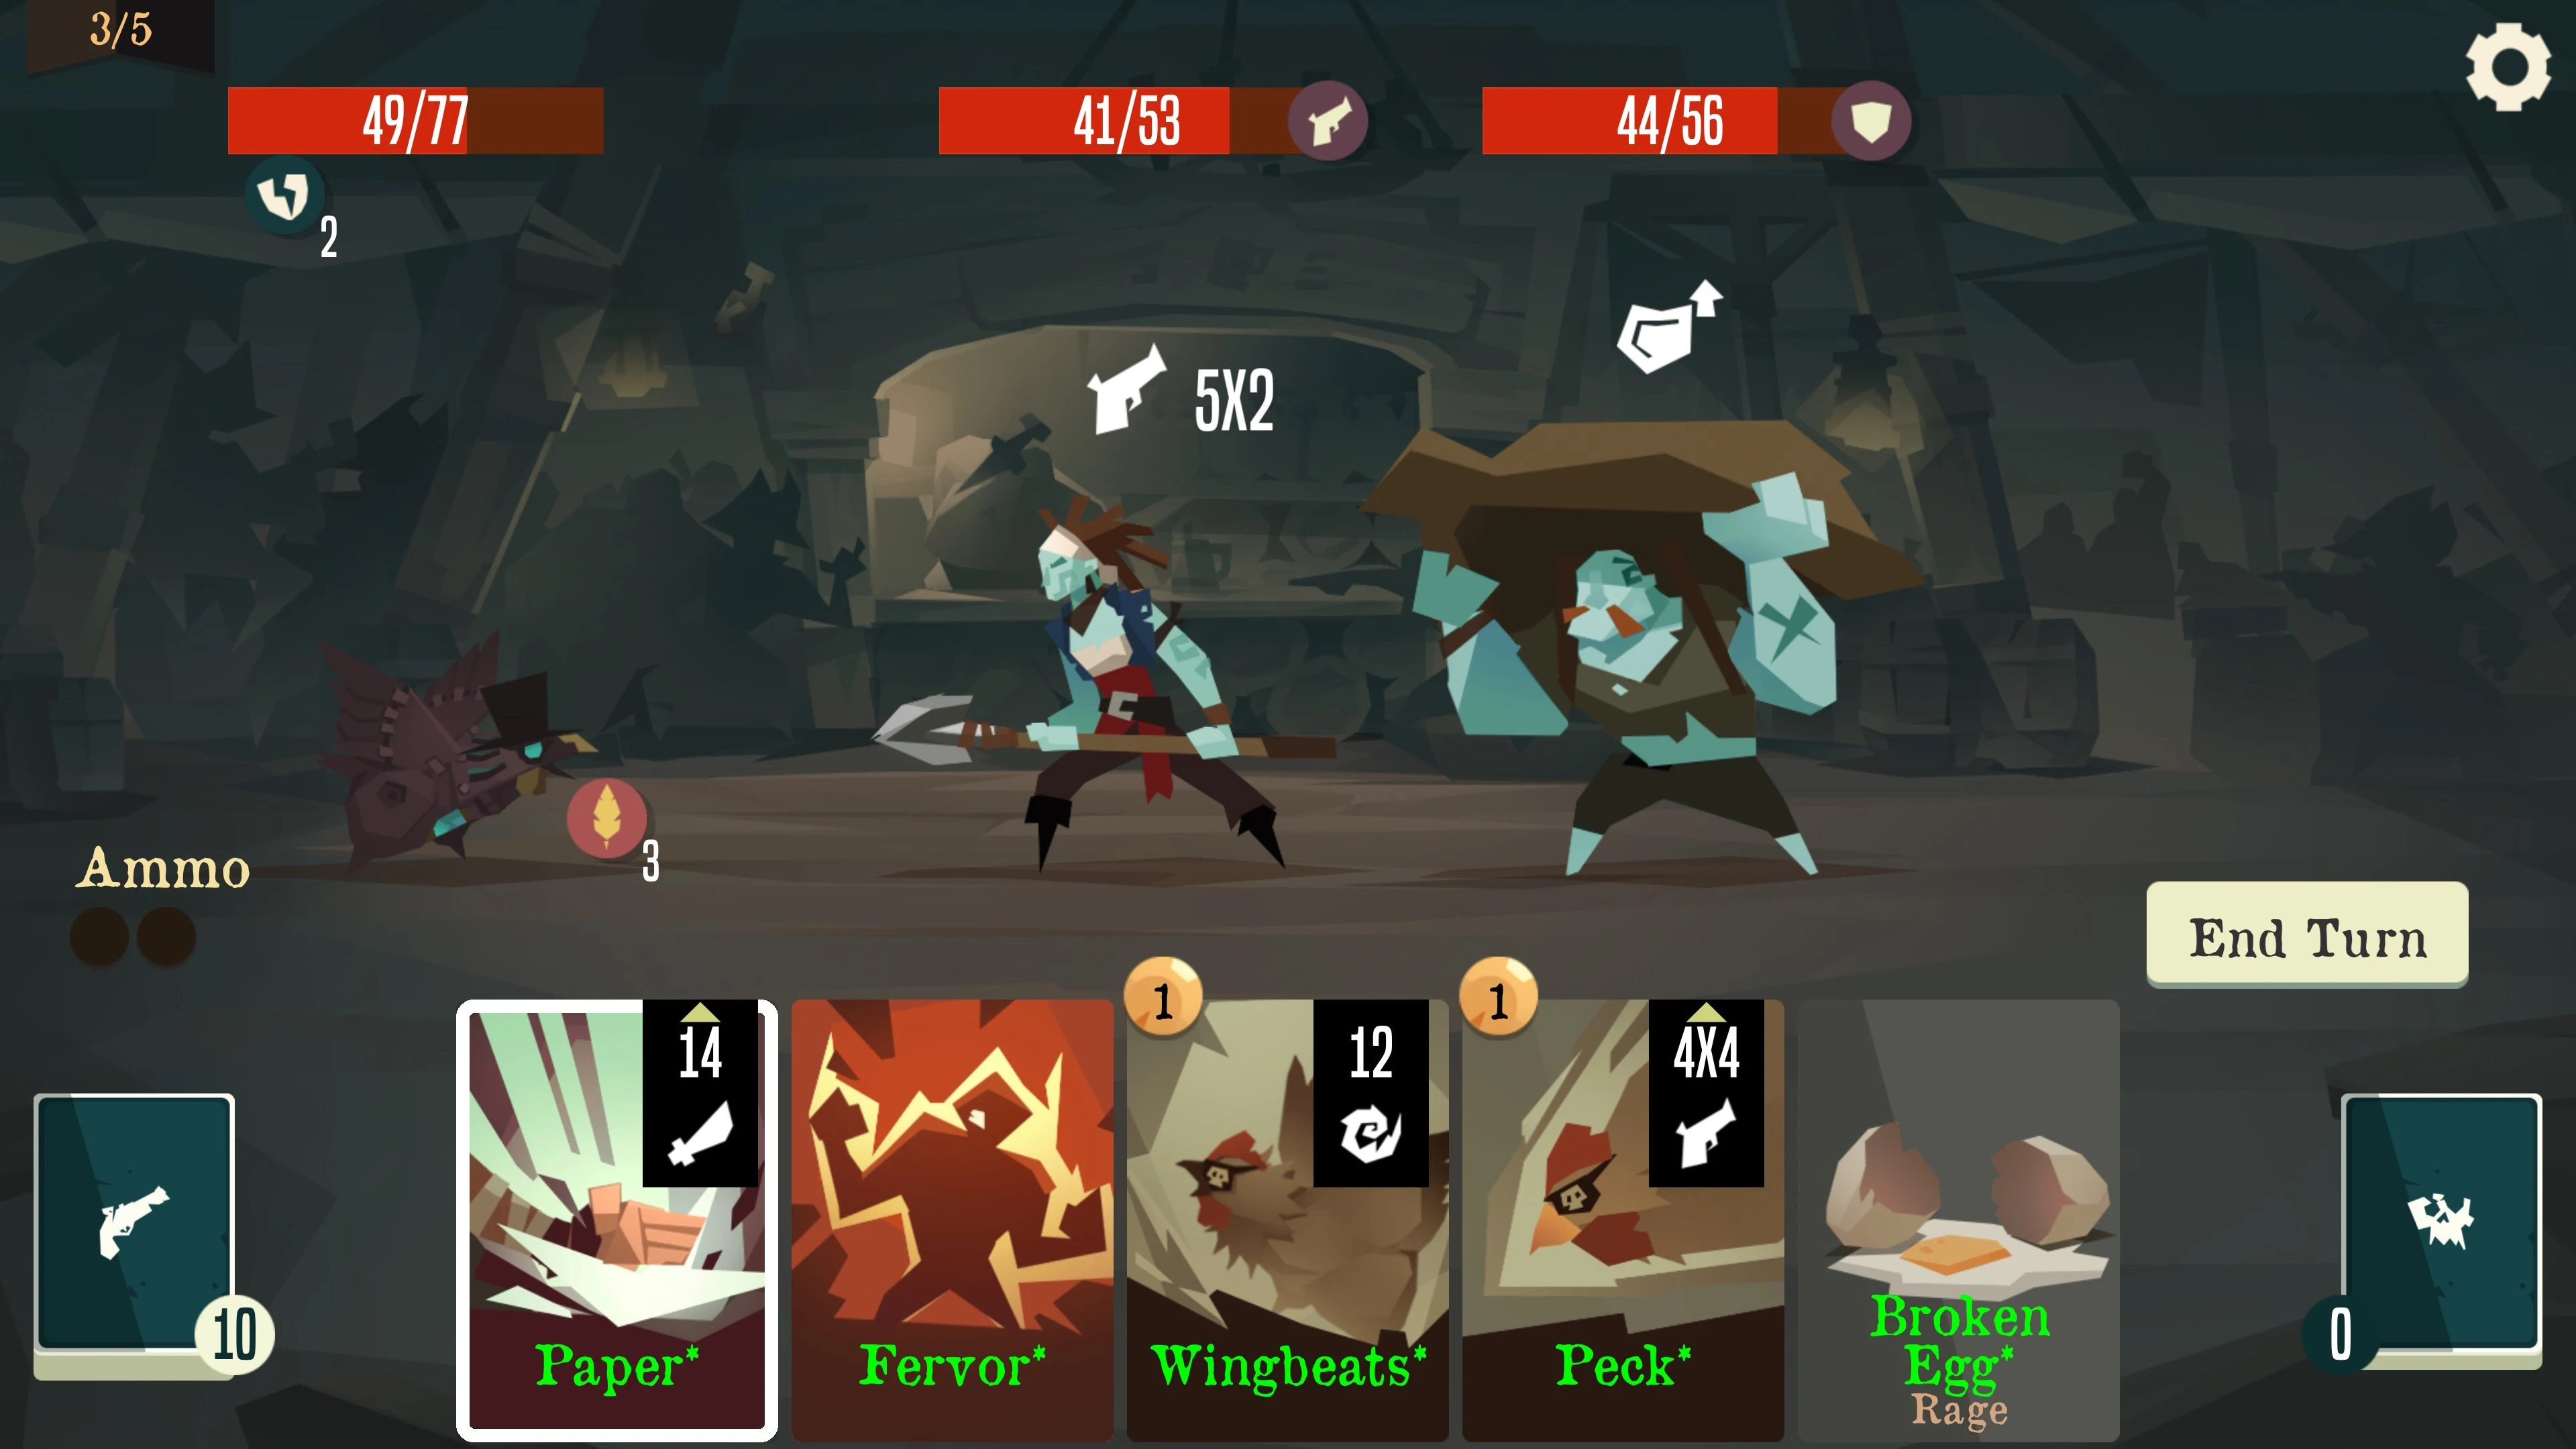 3/5
49/77
41/53
44/56
2
5X2
3
Ammo
End Turn
1
1
14
12
4X4
10
0
Paper*
Fervor*
Wingbeats*
Peck*
Broken
Egg*
Rage